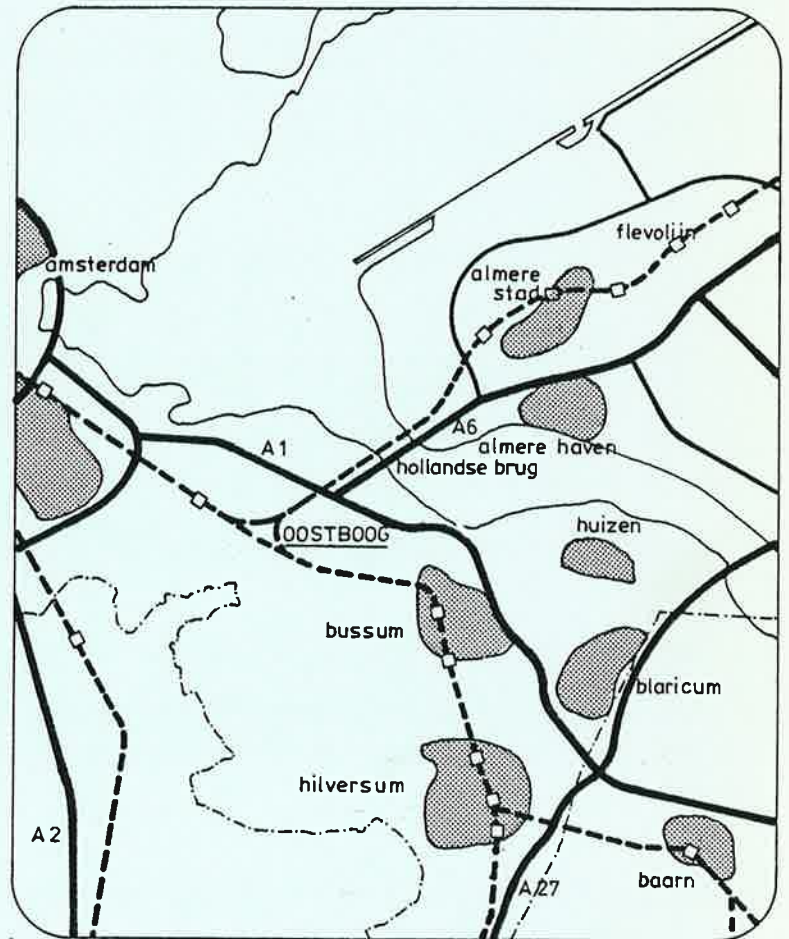 flevolijn
amsterdam
almere
stad
A1
A6
almere haven
hollandse brug
OOSTBOOG
huizen
bussum
blaricum
hilversum
A2
baarn
A27